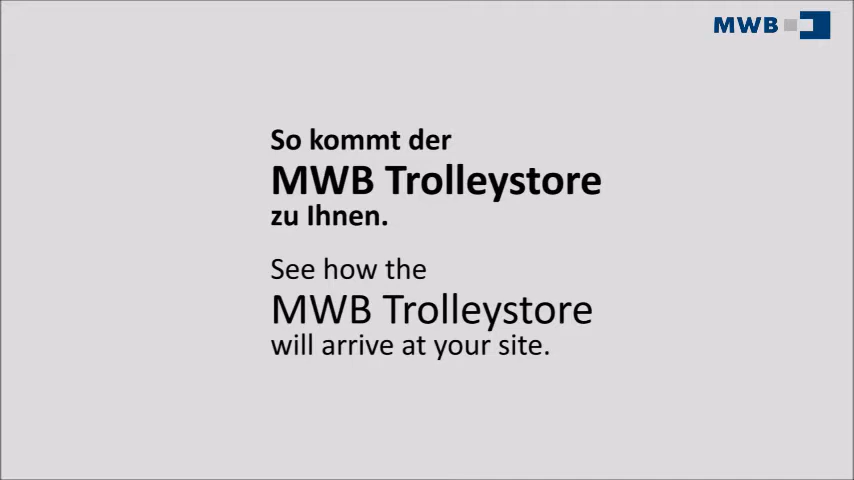 MWB
So kommt der
MWB Trolleystore
zu Ihnen.
See how the
MWB Trolleystore
will arrive at your site.